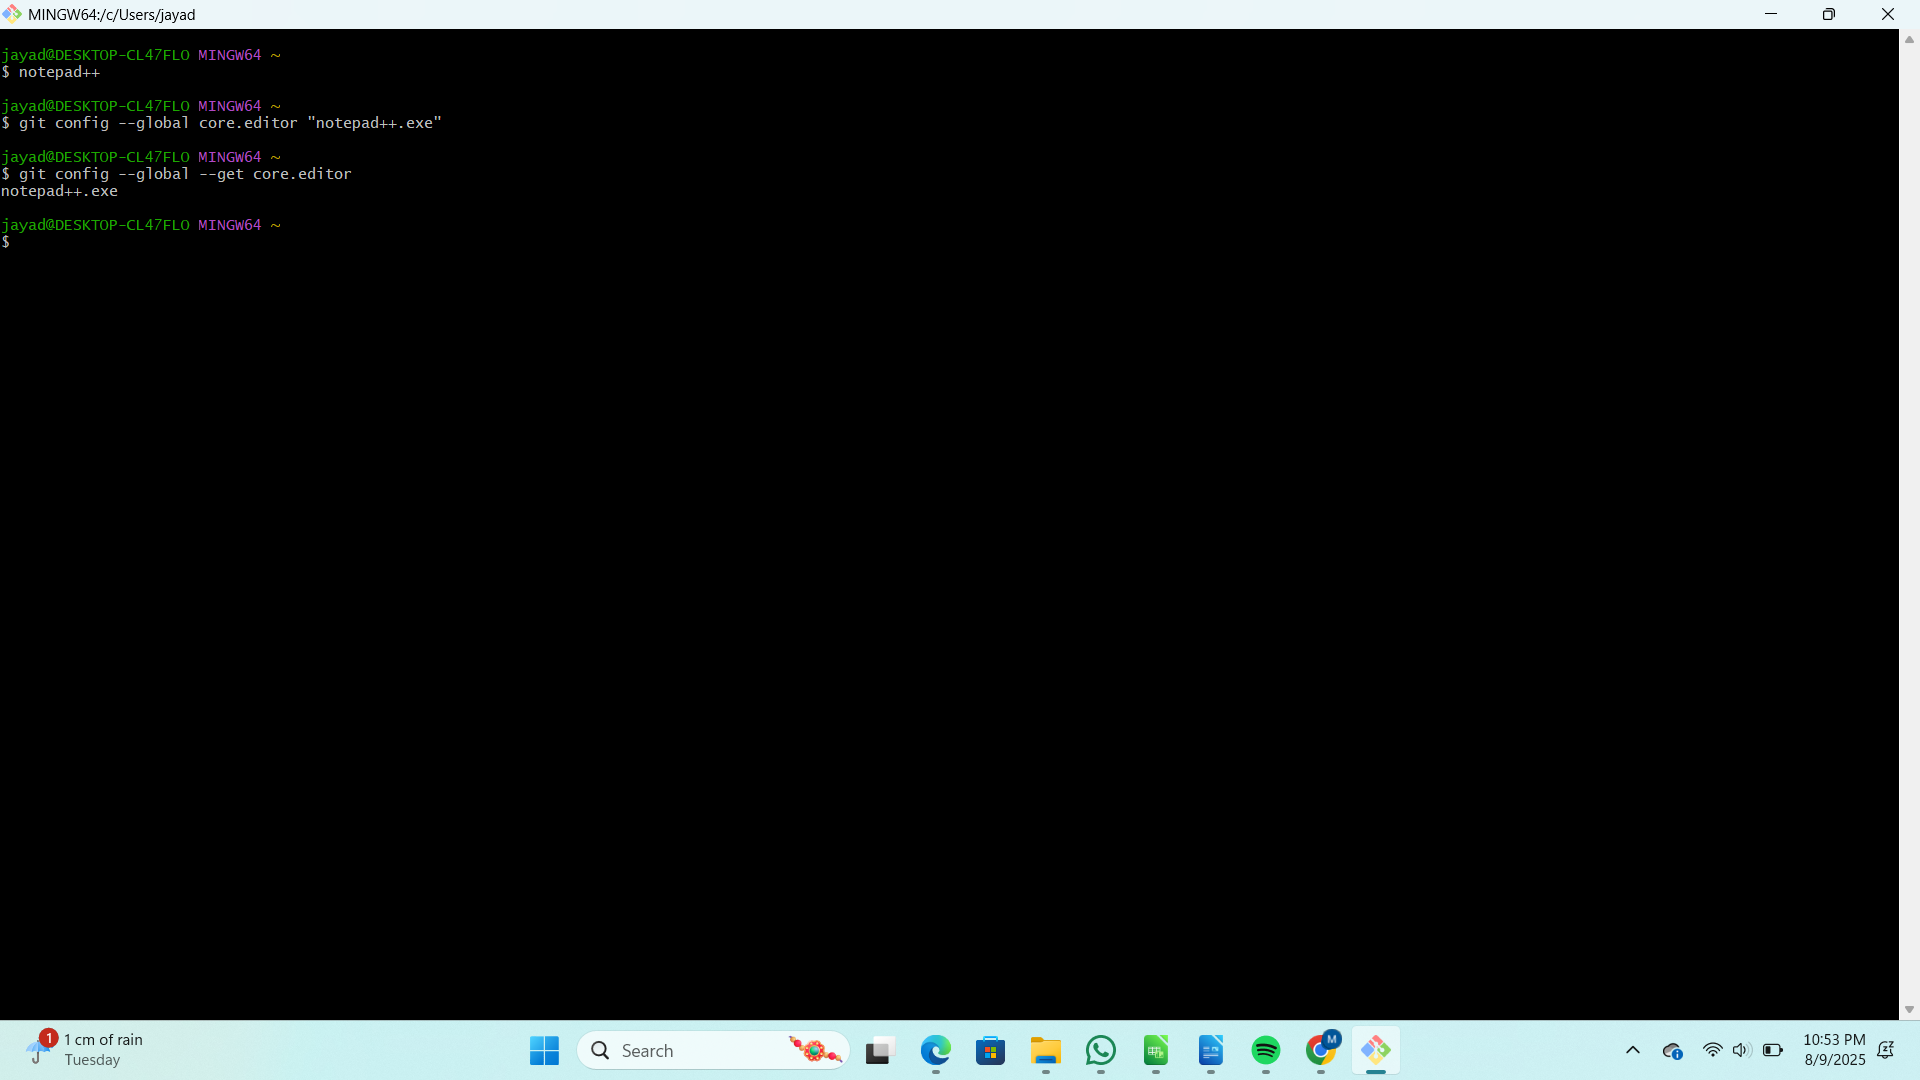 MINGW64:/c/Users/jayad
jayad@DESKTOP-CL47FLO MINGW64 ~
$ notepad++
jayad@DESKTOP-CL47FLO MINGW64 ~
$ git config --global core.editor "notepad++.exe"
jayad@DESKTOP-CL47FLO MINGW64 ~
$ git config --global --get core.editor
notepad++.exe
jayad@DESKTOP-CL47FLO MINGW64 ~
$
1
1 cm of rain
Tuesday
Search
M
10:53 PM
8/9/2025